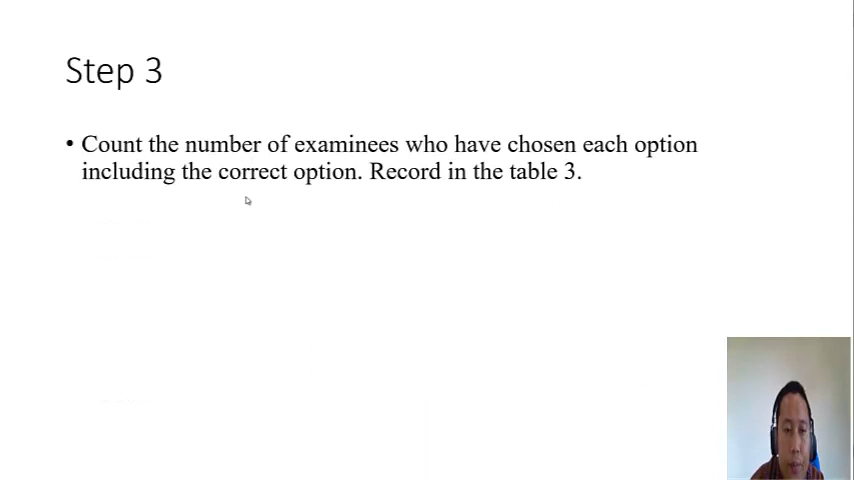 Step 3
• Count the number of examinees who have chosen each option
including the correct option. Record in the table 3.